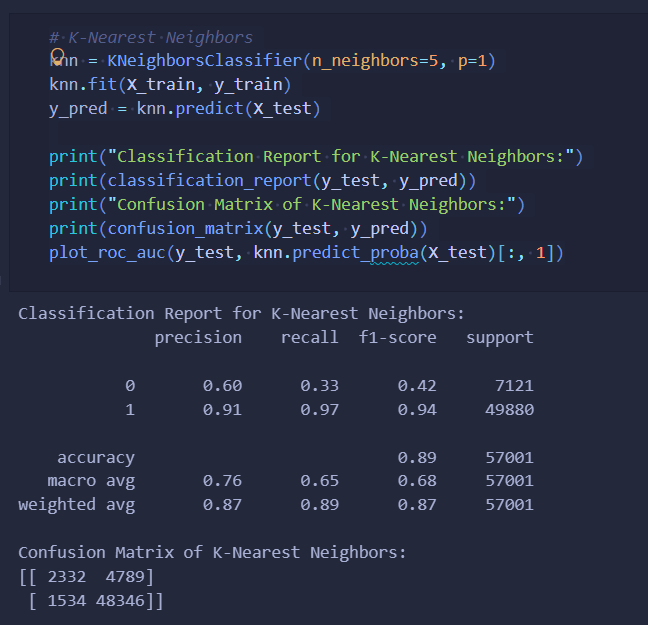 # K-Nearest Neighbors
knn = KNeighborsClassifier(n_neighbors=5, p=1)
knn.fit(X_train, y_train)
y_pred = knn.predict(X_test)
print("Classification Report for K-Nearest Neighbors:")
print(classification_report(y_test, y_pred))
print("Confusion Matrix of K-Nearest Neighbors:")
print(confusion_matrix(y_test, y_pred))
plot_roc_auc(y_test, knn.predict_proba(X_test)[:, 1])
Classification Report for K-Nearest Neighbors:
precision recall f1-score support
0 0.60 0.33 0.42 7121
1 0.91 0.97 0.94 49880
accuracy 0.89 57001
macro avg 0.76 0.65 0.68 57001
weighted avg 0.87 0.89 0.87 57001
Confusion Matrix of K-Nearest Neighbors:
[[ 2332 4789]
[ 1534 48346]]